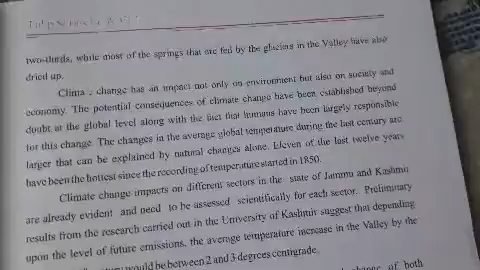 two-thirds, while most of the springs that are fed by the glaciers in the Valley have also
dried up.
Clima e change has an impact not only on environment but also on society and
economy. The potential consequences of climate change have been established beyond
doubt at the global level along with the fact that humans have been largely responsible
for this change. The changes in the average global temperature during the last century are
larger that can be explained by natural changes alone. Eleven of the last twelve years
have been the hottest since the recording of temperature started in 1850.
Climate change impacts on different sectors in the state of Jammu and Kashmir
are already evident and need to be assessed scientifically for each sector. Preliminary
results from the research carried out in the University of Kashmir suggest that depending
upon the level of future emissions, the average temperature increase in the Valley by the
would be between 2 and 3 degrees centigrade.
change of both